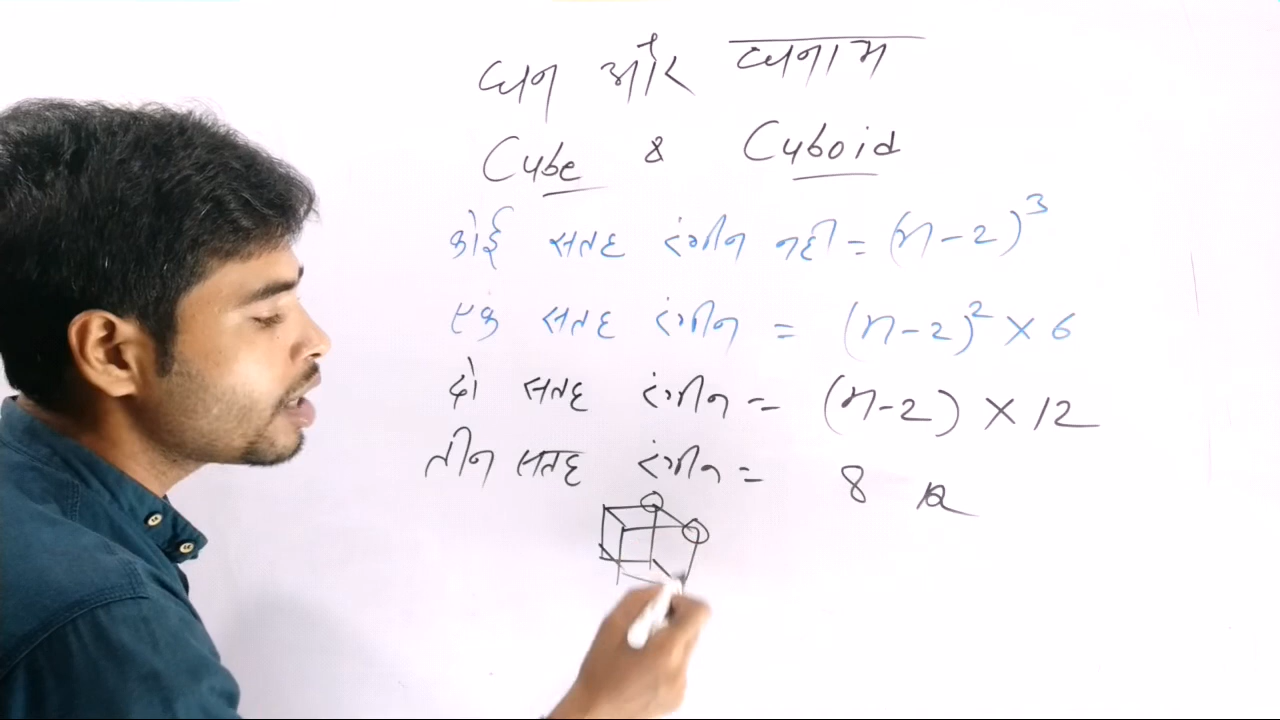 घन और घनाभ
Cube & Cuboid
कोई सतह रंगीन नही = (n-2)³
एक सतह रंगीन = (n-2)² × 6
दो सतह रंगीन = (n-2) × 12
तीन सतह रंगीन = 8